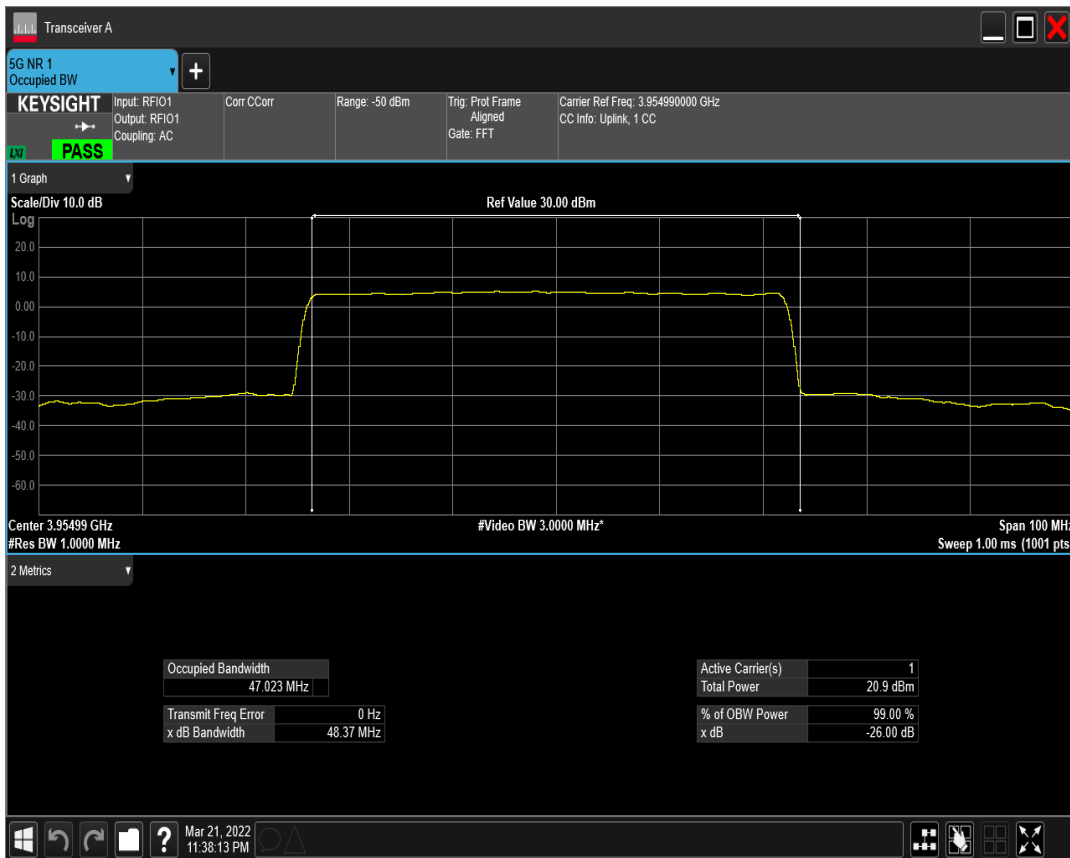 Transceiver A
5G NR 1
Occupied BW
+
KEYSIGHT
Input: RFIO1
Output: RFIO1
Coupling: AC
Corr CCorr
Range: -50 dBm
Trig: Prot Frame
Aligned
Gate: FFT
Carrier Ref Freq: 3.954990000 GHz
CC Info: Uplink, 1 CC
LXI
PASS
1 Graph
Scale/Div 10.0 dB
Ref Value 30.00 dBm
Log
20.0
10.0
0.00
-10.0
-20.0
-30.0
-40.0
-50.0
-60.0
Center 3.95499 GHz
#Video BW 3.0000 MHz*
Span 100 MHz
#Res BW 1.0000 MHz
Sweep 1.00 ms (1001 pts
2 Metrics
Occupied Bandwidth
47.023 MHz
Transmit Freq Error 0 Hz
x dB Bandwidth 48.37 MHz
Active Carrier(s) 1
Total Power 20.9 dBm
% of OBW Power 99.00 %
x dB -26.00 dB
?
Mar 21, 2022
11:38:13 PM